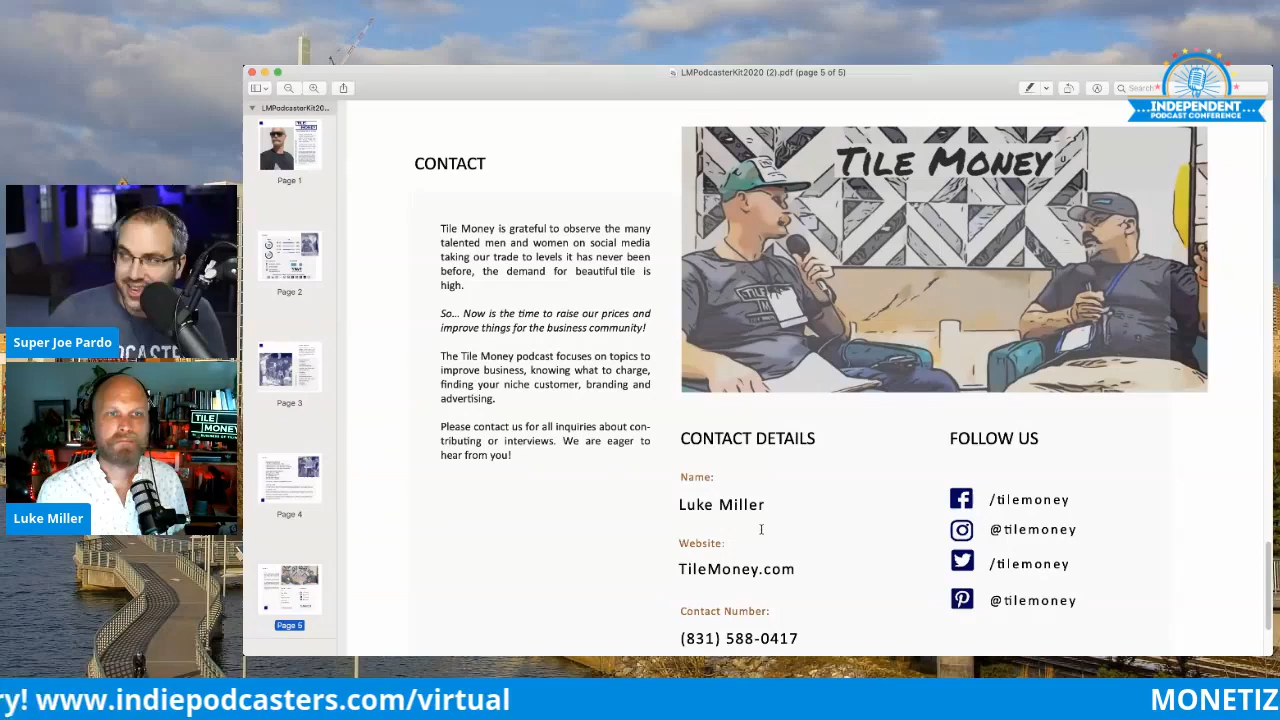 LMPodcasterKit2020 (2).pdf (page 5 of 5)
Search
LMPodcasterKit20...
Page 1
Page 2
Page 3
Page 4
Page 5
INDEPENDENT
PODCAST CONFERENCE
CONTACT
Tile Money is grateful to observe the many
talented men and women on social media
taking our trade to levels it has never been
before, the demand for beautiful tile is
high.
So... Now is the time to raise our prices and
improve things for the business community!
The Tile Money podcast focuses on topics to
improve business, knowing what to charge,
finding your niche customer, branding and
advertising.
Please contact us for all inquiries about con-
tributing or interviews. We are eager to
hear from you!
TILE MONEY
TILE
MONEY
CONTACT DETAILS
Name:
Luke Miller
Website:
TileMoney.com
Contact Number:
(831) 588-0417
FOLLOW US
/tilemoney
@tilemoney
/tilemoney
@tilemoney
Super Joe Pardo
TILE
MONEY
Luke Miller
ry! www.indiepodcasters.com/virtual
MONETIZ